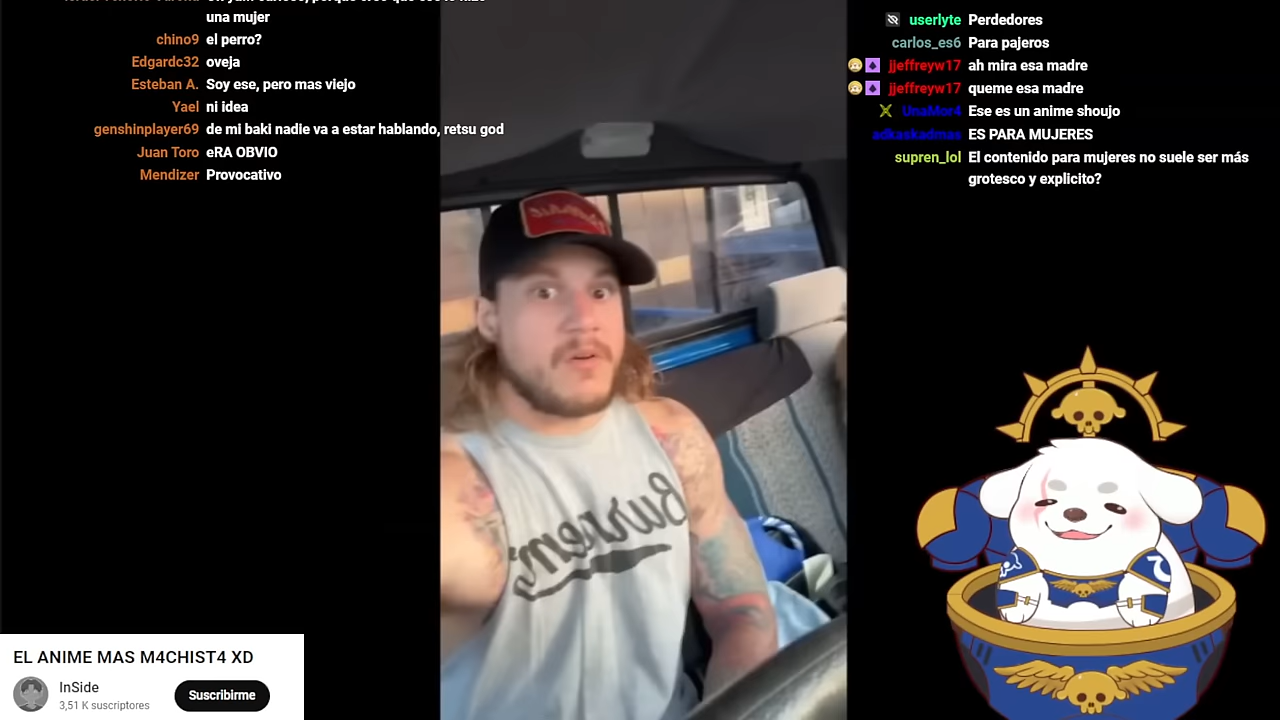 una mujer
chino9 el perro?
Edgardc32 oveja
Esteban A. Soy ese, pero mas viejo
Yael ni idea
genshinplayer69 de mi baki nadie va a estar hablando, retsu god
Juan Toro eRA OBVIO
Mendizer Provocativo
userlyte Perdedores
carlos_es6 Para pajeros
jjeffreyw17 ah mira esa madre
jjeffreyw17 queme esa madre
UnaMor4 Ese es un anime shoujo
adkaskadmas ES PARA MUJERES
supren_lol El contenido para mujeres no suele ser más
grotesco y explicito?
EL ANIME MAS M4CHIST4 XD
InSide
3,51 K suscriptores
Suscribirme